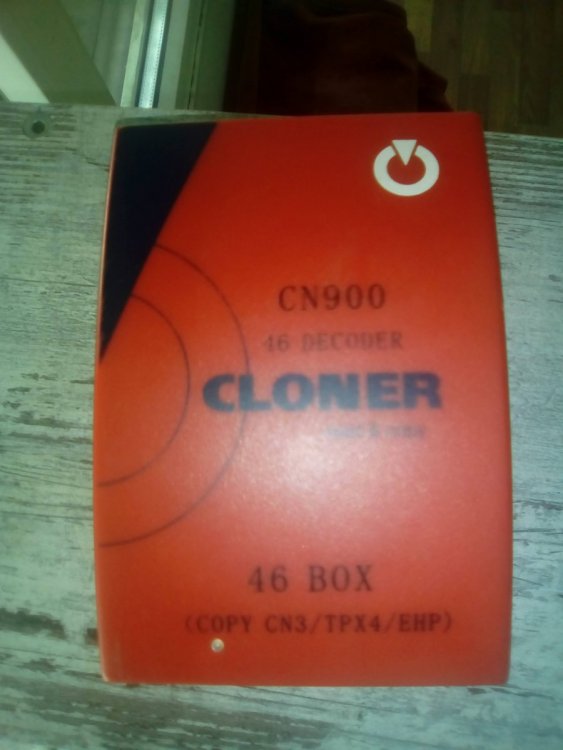 CN900
46 DECODER
CLONER
46 BOX
(COPY CN3/TPX4/EHP)